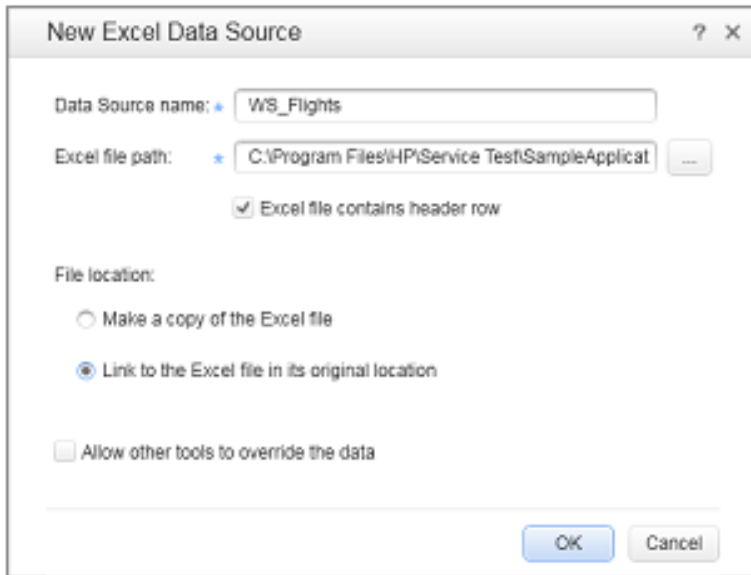 New Excel Data Source ? ×
Data Source name: * WS_Flights
Excel file path: * C:\Program Files\HP\Service Test\SampleApplicat ...
Excel file contains header row
File location:
Make a copy of the Excel file
Link to the Excel file in its original location
Allow other tools to override the data
OK Cancel